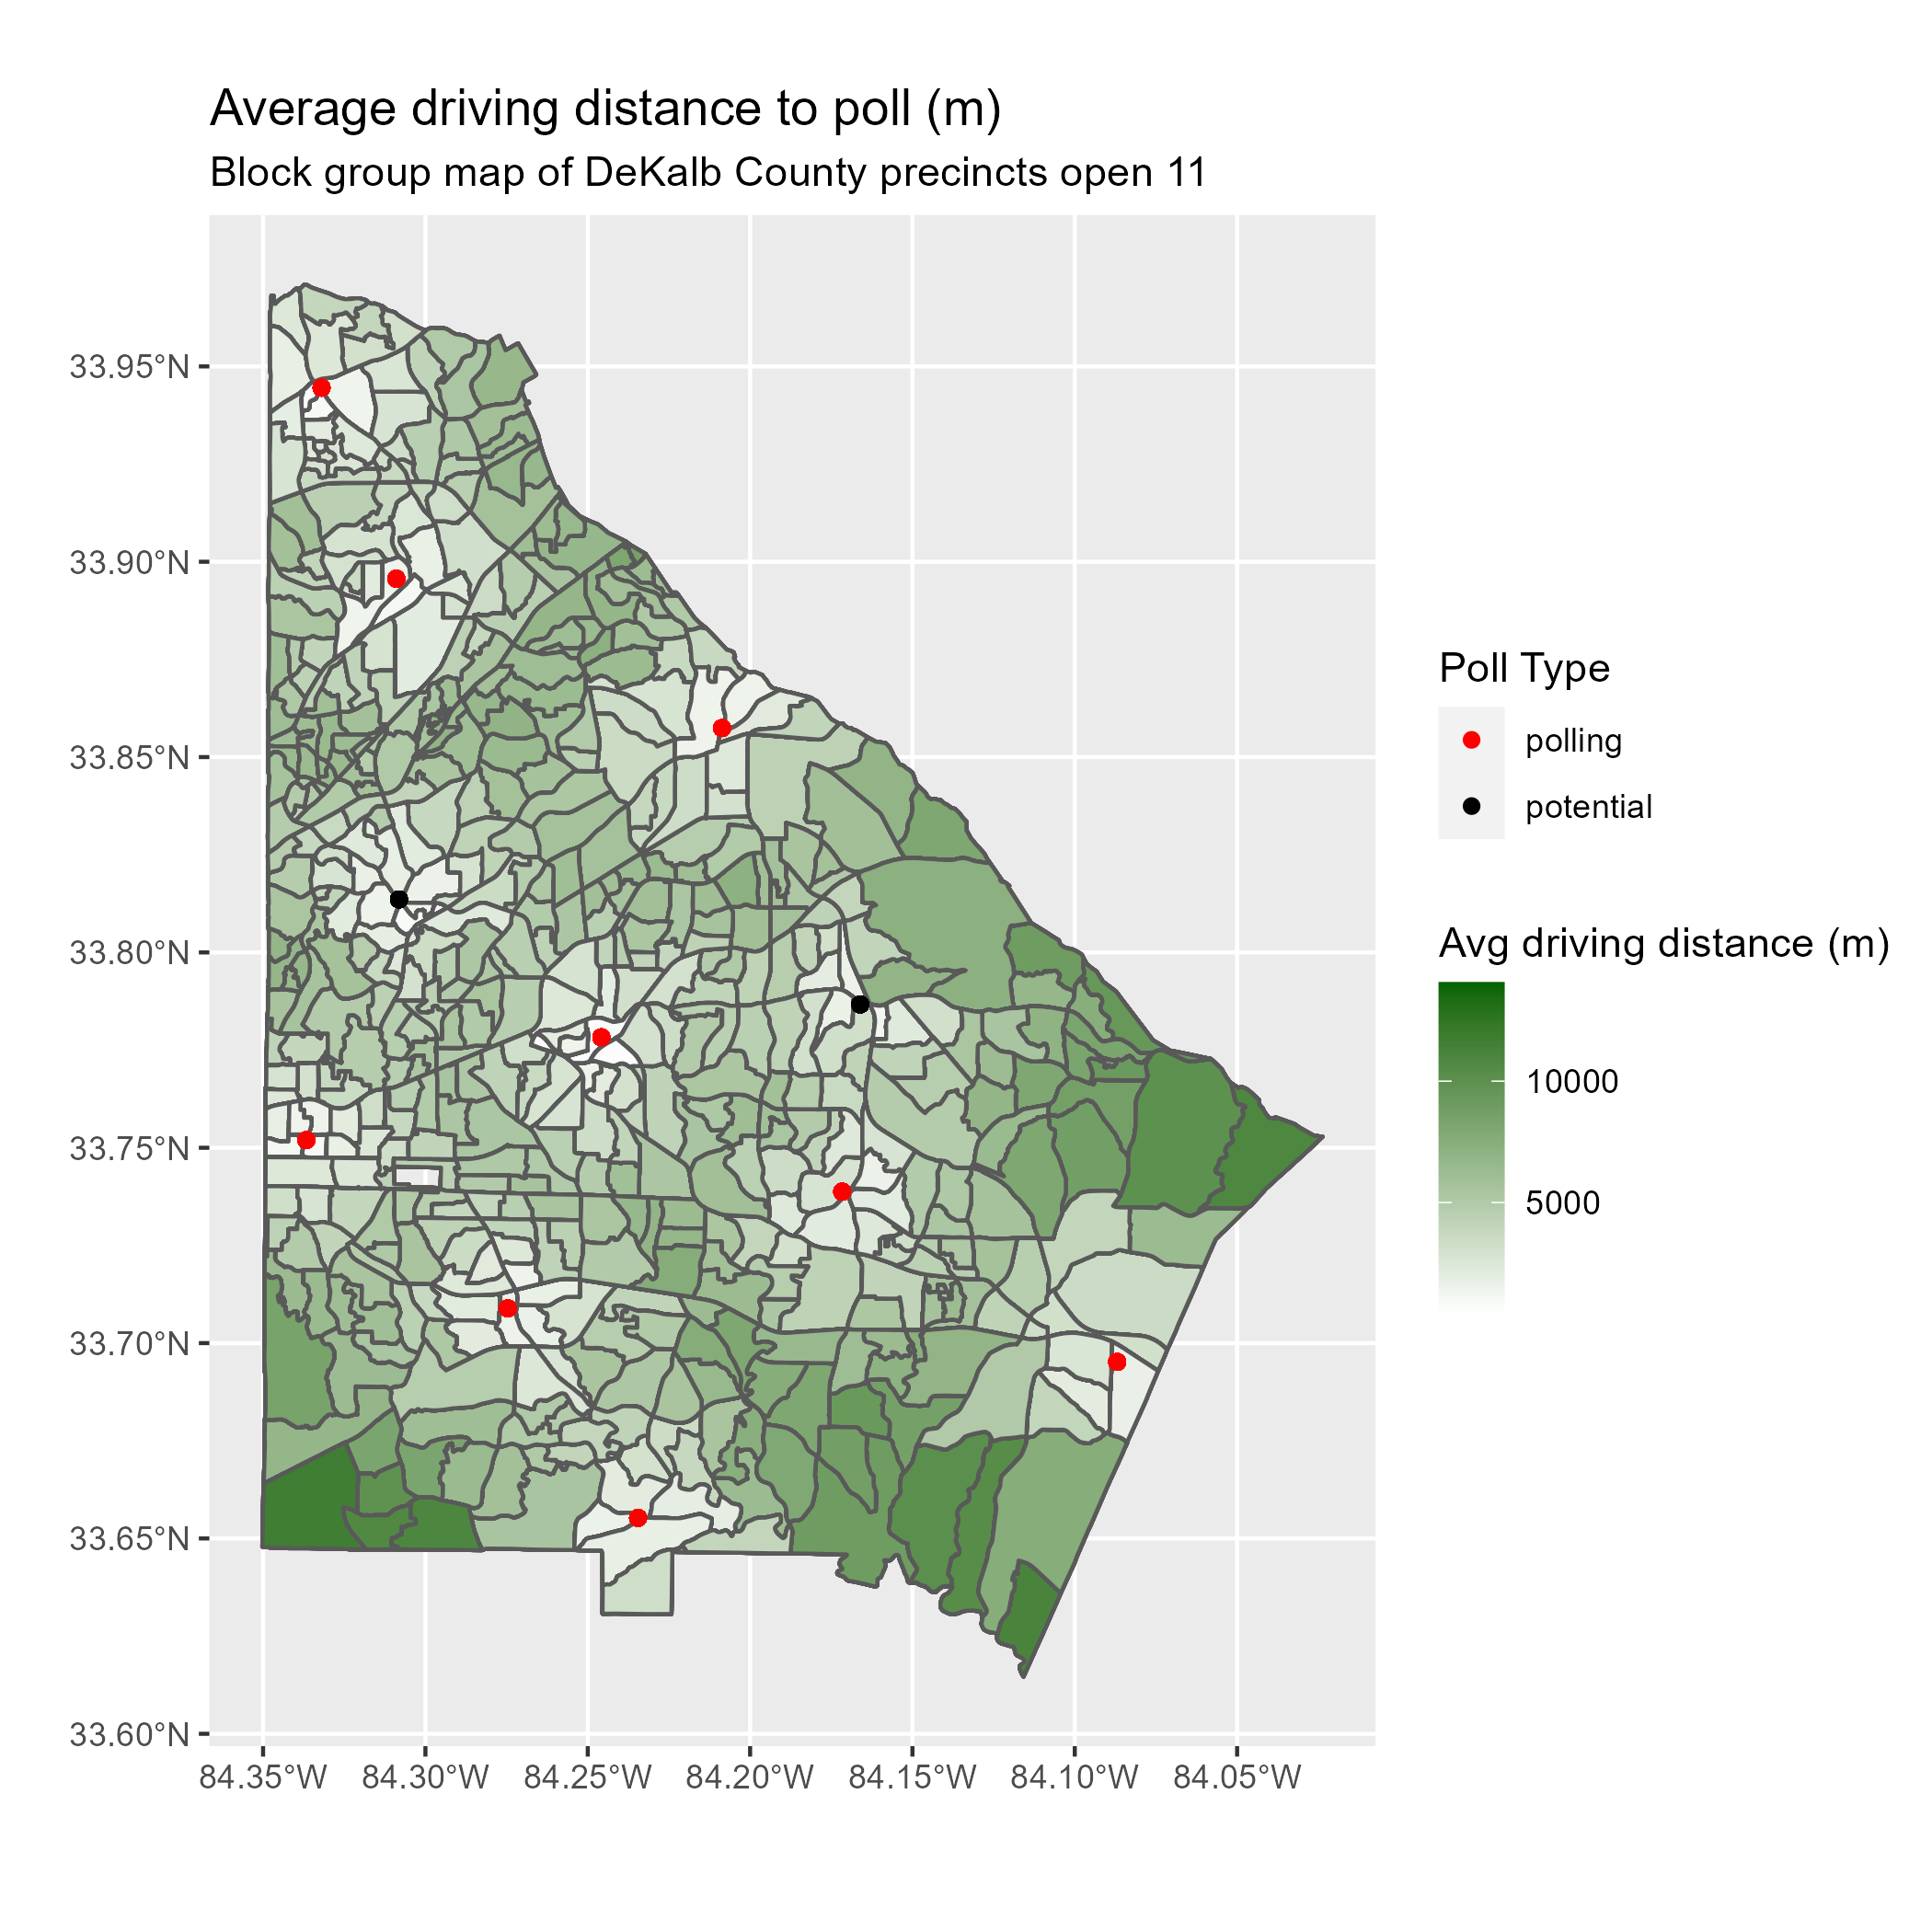 Average driving distance to poll (m)
Block group map of DeKalb County precincts open 11
33.95°N
33.90°N
33.85°N
33.80°N
33.75°N
33.70°N
33.65°N
33.60°N
84.35°W
84.30°W
84.25°W
84.20°W
84.15°W
84.10°W
84.05°W
Poll Type
polling
potential
Avg driving distance (m)
10000
5000